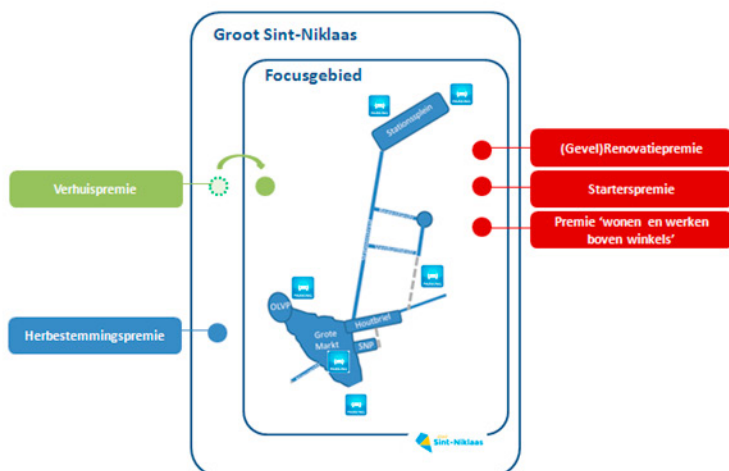 Groot Sint-Niklaas
Focusgebied
Stationsplein
(Gevel)Renovatiepremie
Verhuispremie
Starterspremie
Premie ‘wonen en werken
boven winkels’
OLVP
Houtbriel
Herbestemmingspremie
Grote
Markt
SNP
Sint-Niklaas